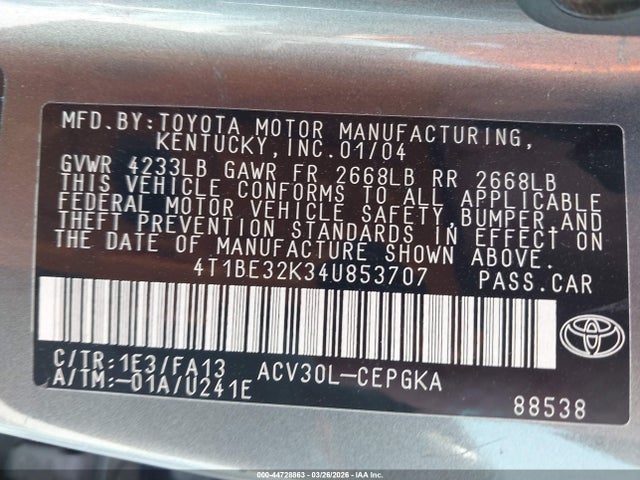 MFD.BY:TOYOTA MOTOR MANUFACTURING,
KENTUCKY,INC.01/04
GVWR 4233LB GAWR FR 2668LB RR 2668LB
THIS VEHICLE CONFORMS TO ALL APPLICABLE
FEDERAL MOTOR VEHICLE SAFETY,BUMPER,AND
THEFT PREVENTION STANDARDS IN EFFECT ON
THE DATE OF MANUFACTURE SHOWN ABOVE.
4T1BE32K34U853707 PASS.CAR
C/TR:1E3/FA13 ACV30L-CEPGKA
A/TM:-01A/U241E
88538
000-44728863 | 03/26/2026 | IAA Inc.